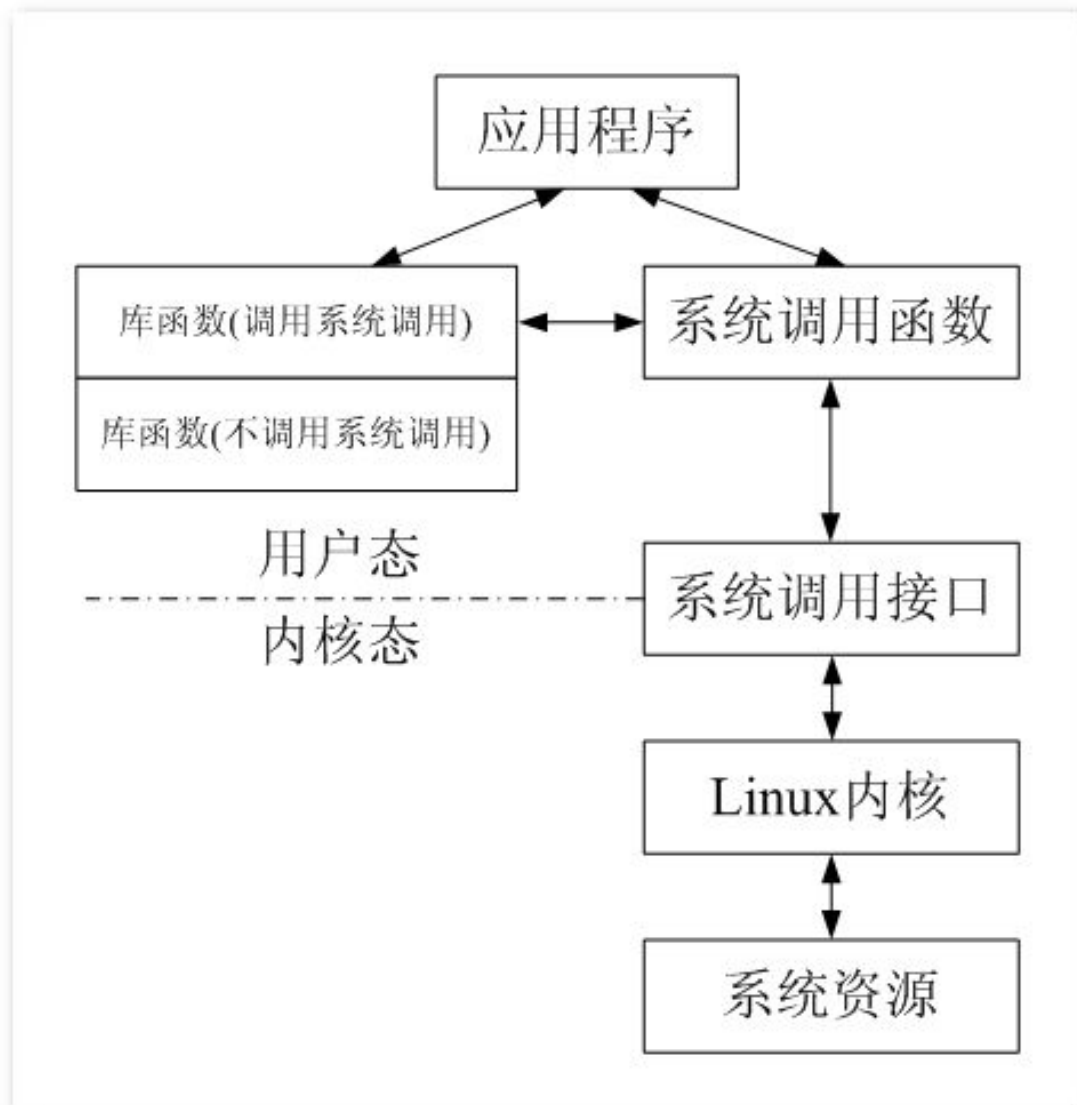 应用程序
库函数(调用系统调用)
系统调用函数
库函数(不调用系统调用)
用户态
系统调用接口
内核态
Linux内核
系统资源